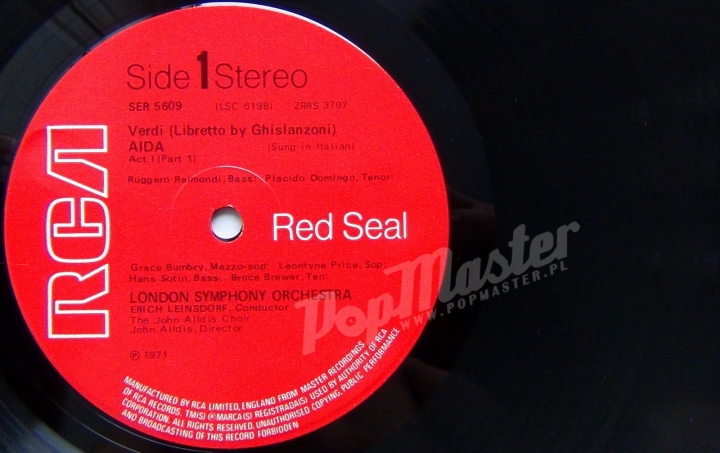 Side 1 Stereo
SER 5609 (LSC 6198) ZRRS 3797
Verdi (Libretto by Ghislanzoni)
AIDA (Sung in Italian)
Act I (Part 1)
Ruggero Raimondi, Bass: Placido Domingo, Tenor:
RCA
Red Seal
Grace Bumbry, Mezzo-sop: Leontyne Price, Sop:
Hans Sotin, Bass: Bruce Brewer, Ten:
LONDON SYMPHONY ORCHESTRA
ERICH LEINSDORF, Conductor
The John Alldis Choir
John Alldis, Director
℗ 1971
MANUFACTURED BY RCA LIMITED, ENGLAND FROM MASTER RECORDINGS
OF RCA RECORDS. TM(S) ® MARCA(S) REGISTRADA(S) USED BY AUTHORITY OF RCA
CORPORATION. ALL RIGHTS RESERVED. UNAUTHORISED COPYING, PUBLIC PERFORMANCE
AND BROADCASTING OF THIS RECORD FORBIDDEN
PopMaster
WWW.POPMASTER.PL